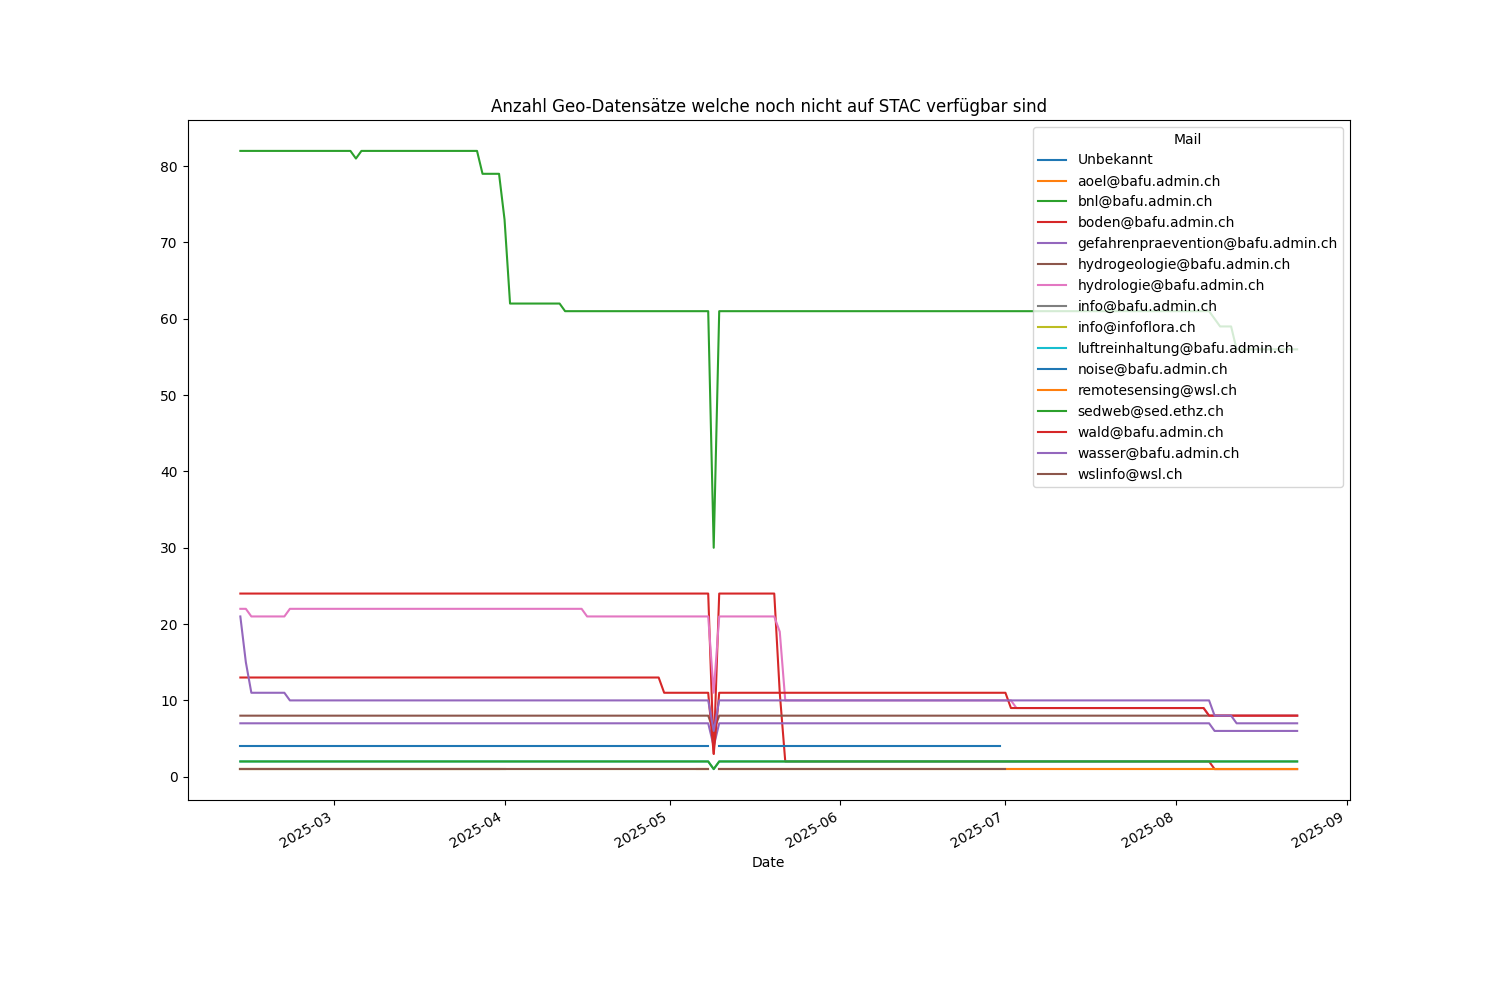 Anzahl Geo-Datensätze welche noch nicht auf STAC verfügbar sind
Mail
Unbekannt
aoel@bafu.admin.ch
bnl@bafu.admin.ch
boden@bafu.admin.ch
gefahrenpraevention@bafu.admin.ch
hydrogeologie@bafu.admin.ch
hydrologie@bafu.admin.ch
info@bafu.admin.ch
info@infoflora.ch
luftreinhaltung@bafu.admin.ch
noise@bafu.admin.ch
remotesensing@wsl.ch
sedweb@sed.ethz.ch
wald@bafu.admin.ch
wasser@bafu.admin.ch
wslinfo@wsl.ch
80
70
60
50
40
30
20
10
0
2025-03
2025-04
2025-05
2025-06
2025-07
2025-08
2025-09
Date